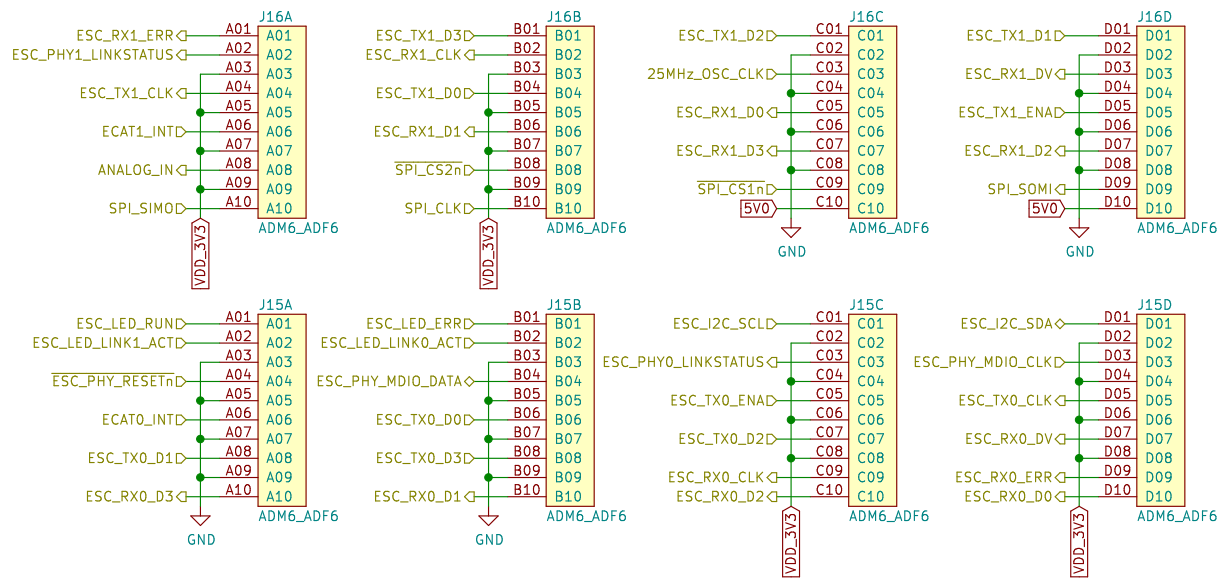 J16A
ESC_RX1_ERR A01 A01
ESC_PHY1_LINKSTATUS A02 A02
A03 A03
ESC_TX1_CLK A04 A04
A05 A05
ECAT1_INT A06 A06
A07 A07
ANALOG_IN A08 A08
A09 A09
SPI_SIMO A10 A10
ADM6_ADF6
VDD_3V3
J16B
ESC_TX1_D3 B01 B01
ESC_RX1_CLK B02 B02
B03 B03
ESC_TX1_D0 B04 B04
B05 B05
ESC_RX1_D1 B06 B06
B07 B07
SPI_CS2n B08 B08
B09 B09
SPI_CLK B10 B10
ADM6_ADF6
VDD_3V3
J16C
ESC_TX1_D2 C01 C01
C02 C02
25MHz_OSC_CLK C03 C03
C04 C04
ESC_RX1_D0 C05 C05
C06 C06
ESC_RX1_D3 C07 C07
C08 C08
SPI_CS1n C09 C09
5V0 C10 C10
ADM6_ADF6
GND
J16D
ESC_TX1_D1 D01 D01
D02 D02
ESC_RX1_DV D03 D03
D04 D04
ESC_TX1_ENA D05 D05
D06 D06
ESC_RX1_D2 D07 D07
D08 D08
SPI_SOMI D09 D09
5V0 D10 D10
ADM6_ADF6
GND
J15A
ESC_LED_RUN A01 A01
ESC_LED_LINK1_ACT A02 A02
A03 A03
ESC_PHY_RESETn A04 A04
A05 A05
ECAT0_INT A06 A06
A07 A07
ESC_TX0_D1 A08 A08
A09 A09
ESC_RX0_D3 A10 A10
ADM6_ADF6
GND
J15B
ESC_LED_ERR B01 B01
ESC_LED_LINK0_ACT B02 B02
B03 B03
ESC_PHY_MDIO_DATA B04 B04
B05 B05
ESC_TX0_D0 B06 B06
B07 B07
ESC_TX0_D3 B08 B08
B09 B09
ESC_RX0_D1 B10 B10
ADM6_ADF6
GND
J15C
ESC_I2C_SCL C01 C01
C02 C02
ESC_PHY0_LINKSTATUS C03 C03
C04 C04
ESC_TX0_ENA C05 C05
C06 C06
ESC_TX0_D2 C07 C07
C08 C08
ESC_RX0_CLK C09 C09
ESC_RX0_D2 C10 C10
ADM6_ADF6
VDD_3V3
J15D
ESC_I2C_SDA D01 D01
D02 D02
ESC_PHY_MDIO_CLK D03 D03
D04 D04
ESC_TX0_CLK D05 D05
D06 D06
ESC_RX0_DV D07 D07
D08 D08
ESC_RX0_ERR D09 D09
ESC_RX0_D0 D10 D10
ADM6_ADF6
VDD_3V3